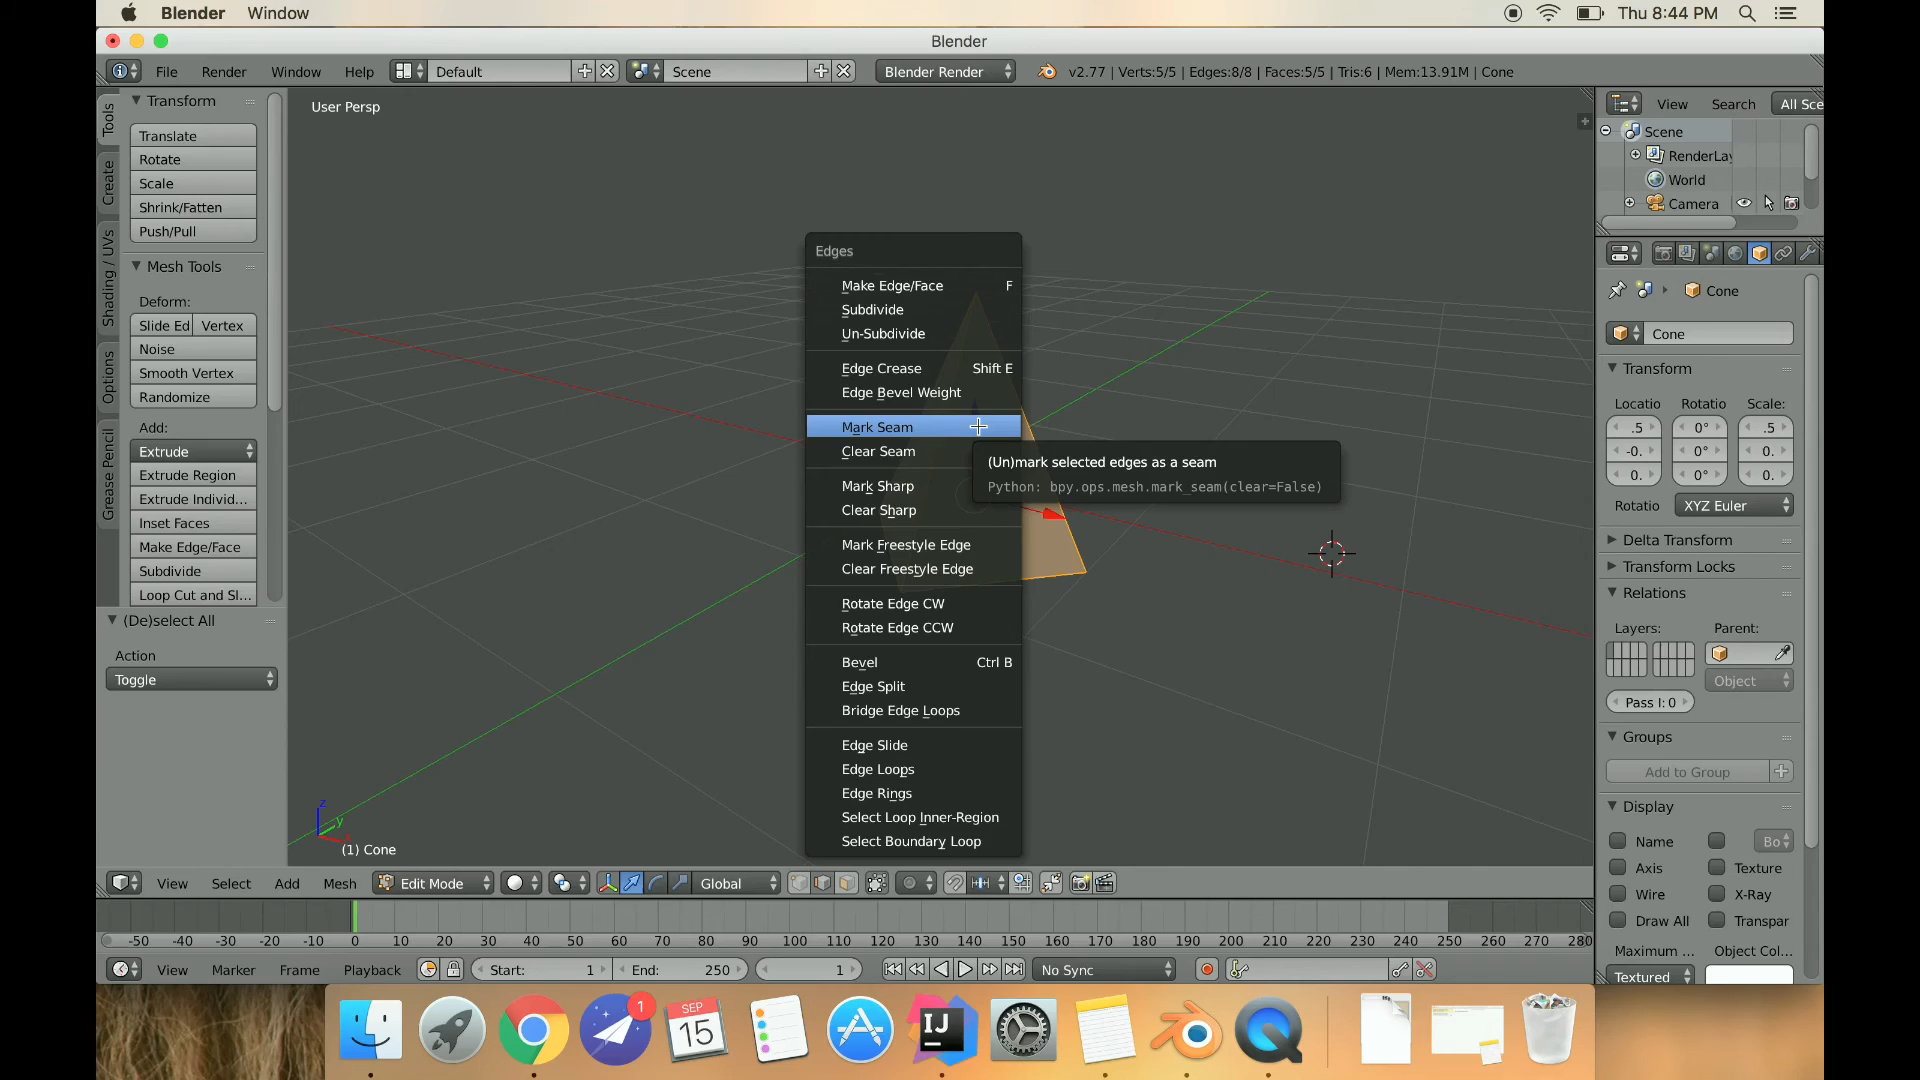 Blender Window Thu 8:44 PM
Blender
File Render Window Help Default Scene Blender Render v2.77 | Verts:5/5 | Edges:8/8 | Faces:5/5 | Tris:6 | Mem:13.91M | Cone
Tools
Create
Shading / UVs
Options
Grease Pencil
Transform
Translate
Rotate
Scale
Shrink/Fatten
Push/Pull
Mesh Tools
Deform:
Slide Ed Vertex
Noise
Smooth Vertex
Randomize
Add:
Extrude
Extrude Region
Extrude Individ...
Inset Faces
Make Edge/Face
Subdivide
Loop Cut and Sl...
(De)select All
Action
Toggle
User Persp
Edges
Make Edge/Face F
Subdivide
Un-Subdivide
Edge Crease Shift E
Edge Bevel Weight
Mark Seam
Clear Seam
Mark Sharp
Clear Sharp
Mark Freestyle Edge
Clear Freestyle Edge
Rotate Edge CW
Rotate Edge CCW
Bevel Ctrl B
Edge Split
Bridge Edge Loops
Edge Slide
Edge Loops
Edge Rings
Select Loop Inner-Region
Select Boundary Loop
(Un)mark selected edges as a seam
Python: bpy.ops.mesh.mark_seam(clear=False)
z
y
(1) Cone
View Search All Sce
Scene
RenderLay
World
Camera
Cone
Cone
Transform
Locatio Rotatio Scale:
.5 0° .5
-0. 0° 0.
0. 0° 0.
Rotatio XYZ Euler
Delta Transform
Transform Locks
Relations
Layers: Parent:
Object
Pass I: 0
Groups
Add to Group
Display
Name Bo
Axis Texture
Wire X-Ray
Draw All Transpar
Maximum ... Object Col...
Textured
View Select Add Mesh Edit Mode Global
-50 -40 -30 -20 -10 0 10 20 30 40 50 60 70 80 90 100 110 120 130 140 150 160 170 180 190 200 210 220 230 240 250 260 270 280
View Marker Frame Playback Start: 1 End: 250 1 No Sync
1
SEP
15
IJ